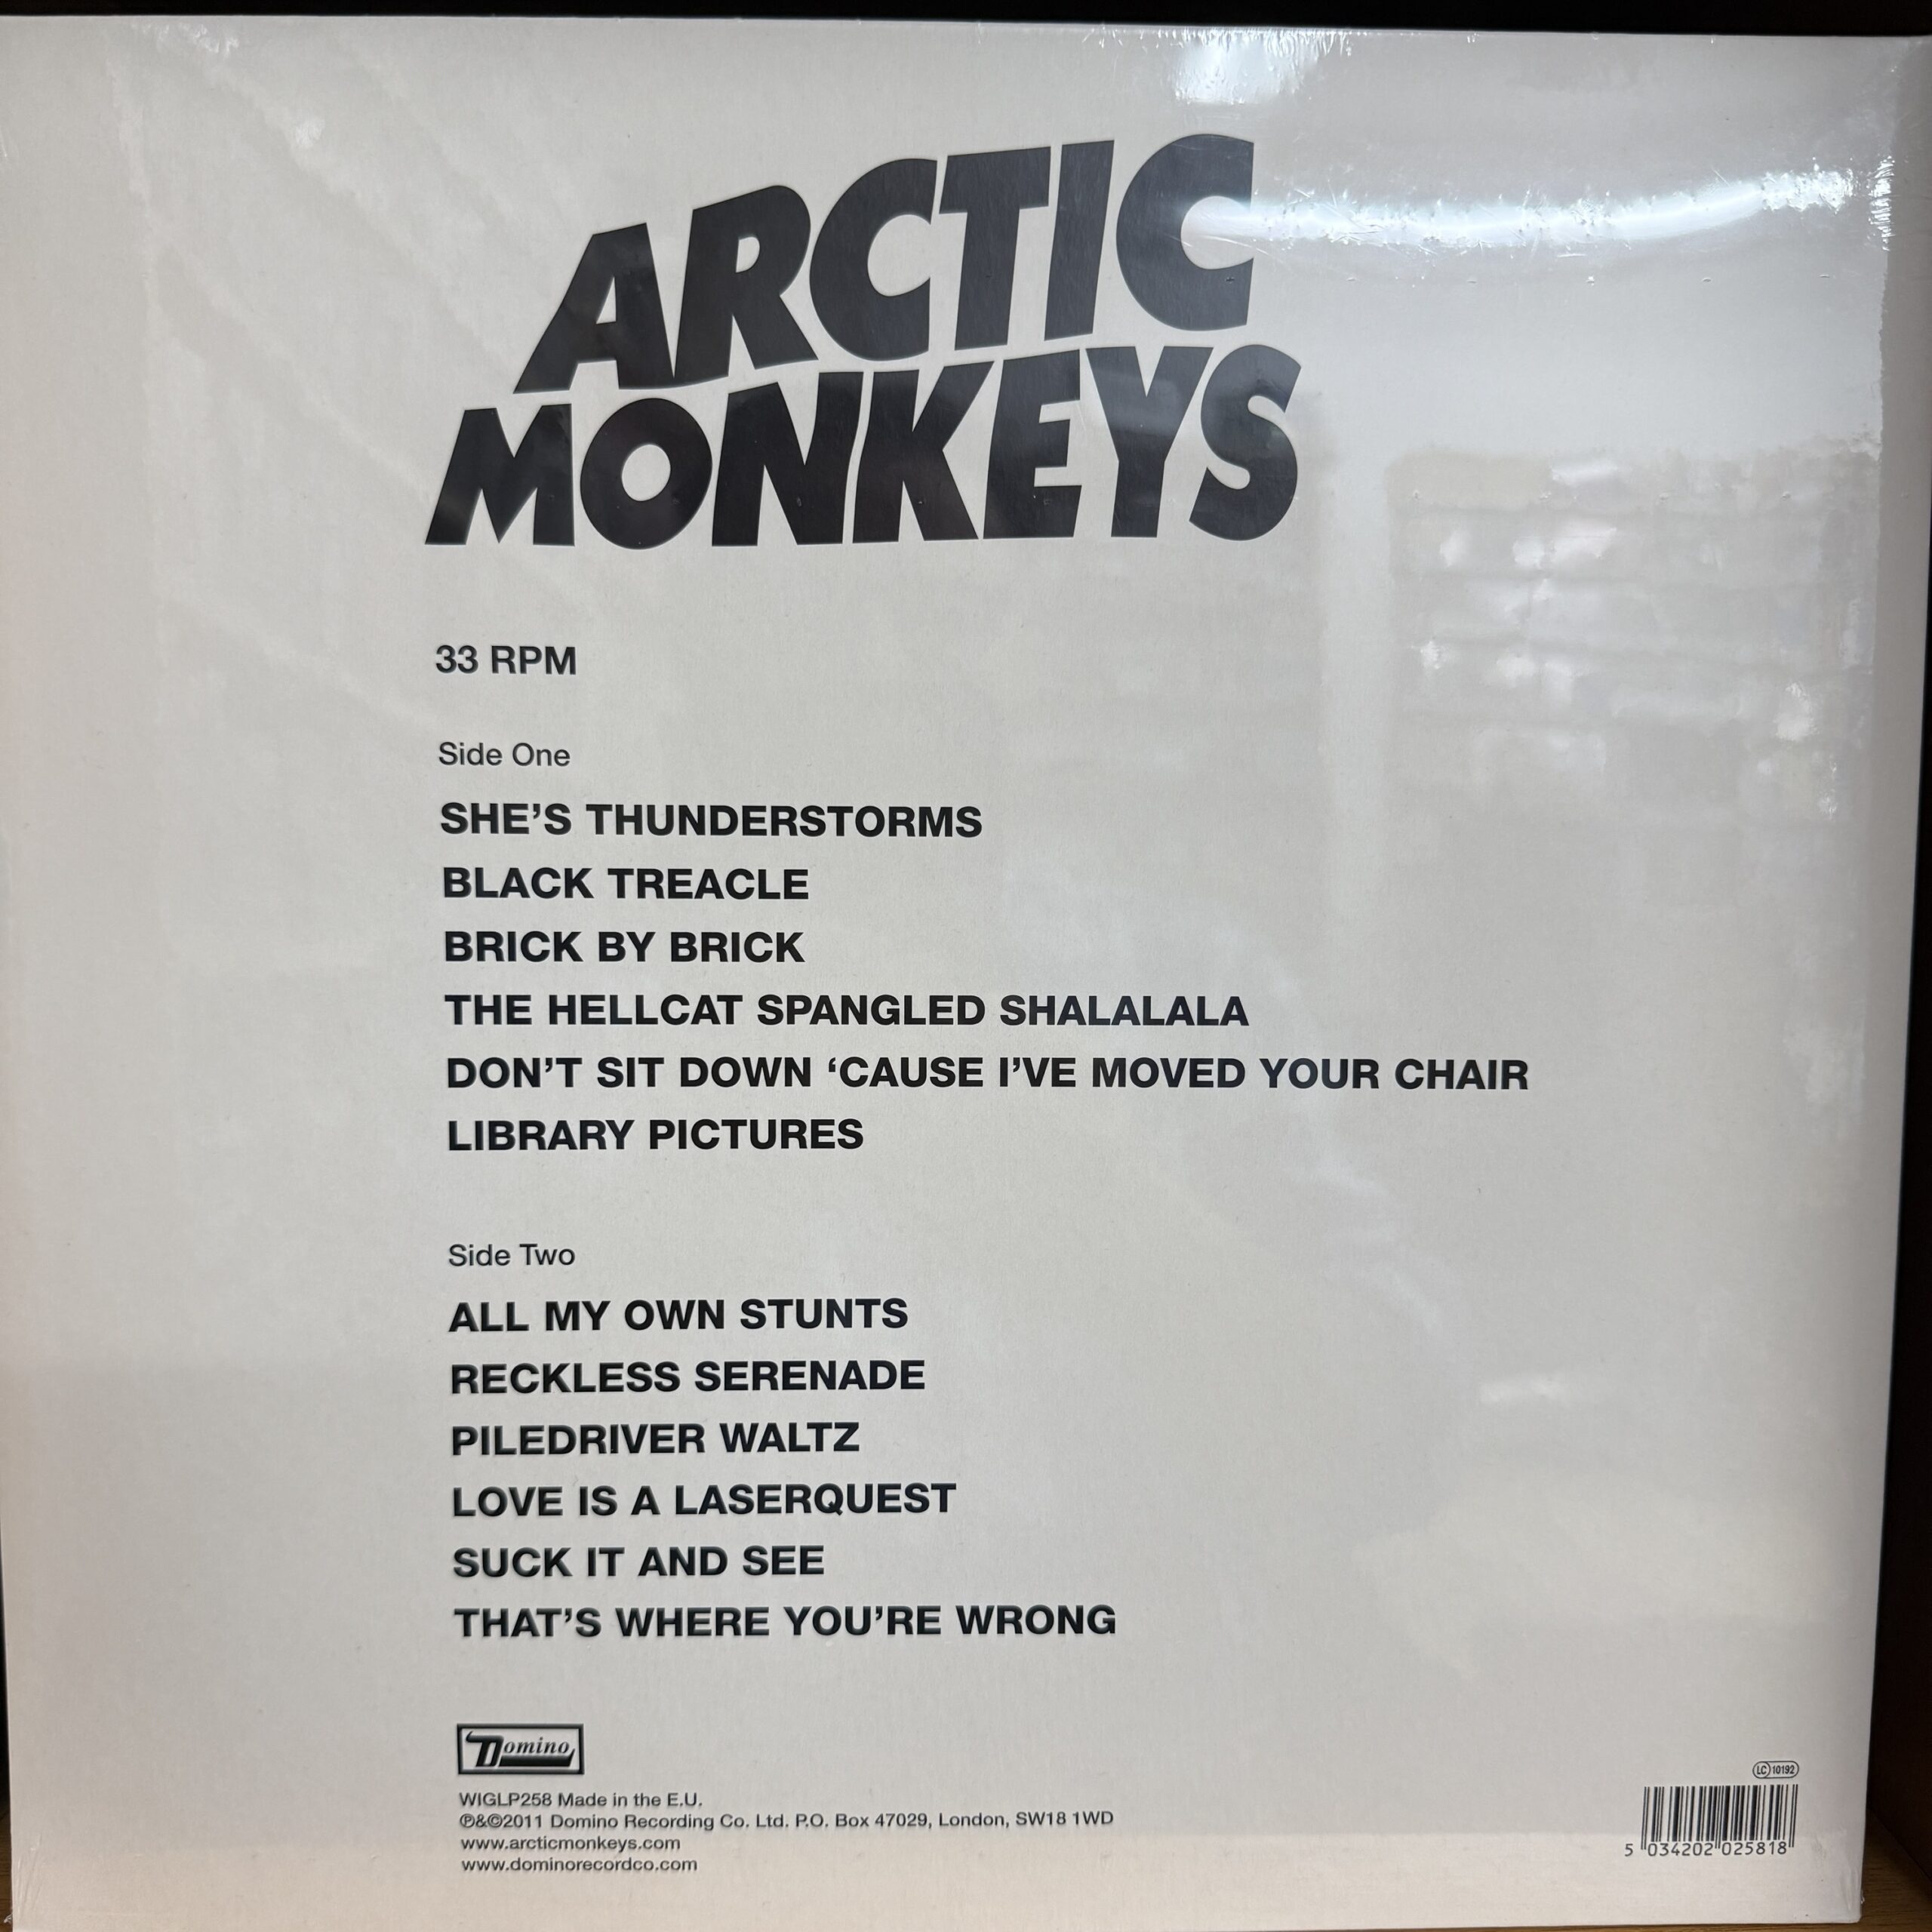 ARCTIC
MONKEYS
33 RPM
Side One
SHE’S THUNDERSTORMS
BLACK TREACLE
BRICK BY BRICK
THE HELLCAT SPANGLED SHALALALA
DON’T SIT DOWN ‘CAUSE I’VE MOVED YOUR CHAIR
LIBRARY PICTURES
Side Two
ALL MY OWN STUNTS
RECKLESS SERENADE
PILEDRIVER WALTZ
LOVE IS A LASERQUEST
SUCK IT AND SEE
THAT’S WHERE YOU’RE WRONG
Domino
WIGLP258 Made in the E.U.
℗&©2011 Domino Recording Co. Ltd. P.O. Box 47029, London, SW18 1WD
www.arcticmonkeys.com
www.dominorecordco.com
LC 10192
5 034202 025818